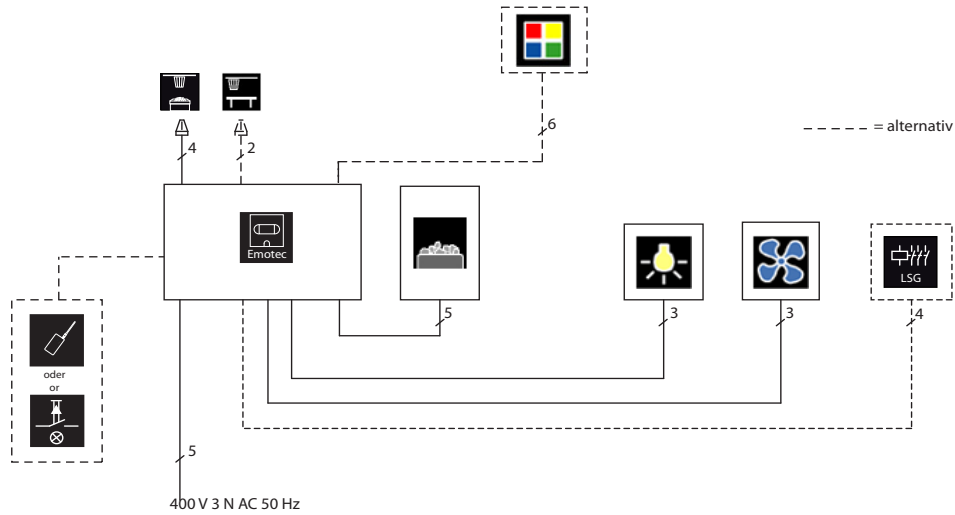 6
= alternativ
4
2
Emotec
LSG
5
3
3
4
oder
or
5
400 V 3 N AC 50 Hz